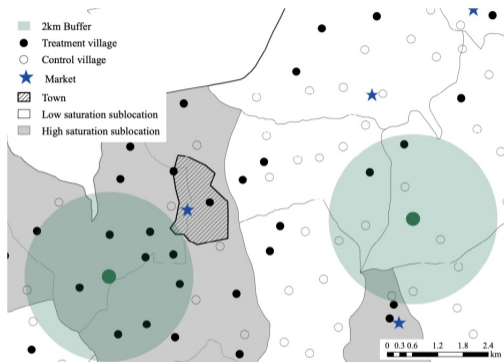 2km Buffer
Treatment village
Control village
Market
Town
Low saturation sublocation
High saturation sublocation
0 0.3 0.6 1.2 1.8 2.4
km